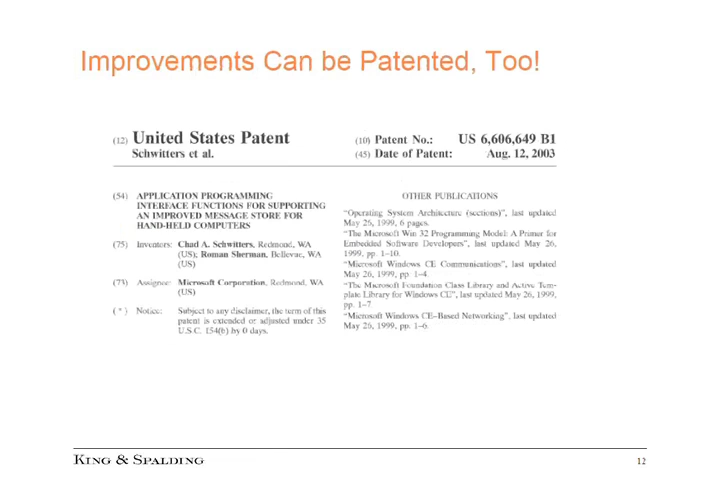 Improvements Can be Patented, Too!
(12) United States Patent
Schwitters et al.
(10) Patent No.: US 6,606,649 B1
(45) Date of Patent: Aug. 12, 2003
(54) APPLICATION PROGRAMMING
INTERFACE FUNCTIONS FOR SUPPORTING
AN IMPROVED MESSAGE STORE FOR
HAND-HELD COMPUTERS
(75) Inventors: Chad A. Schwitters, Redmond, WA
(US); Roman Sherman, Bellevue, WA
(US)
(73) Assignee: Microsoft Corporation, Redmond, WA
(US)
( * ) Notice: Subject to any disclaimer, the term of this
patent is extended or adjusted under 35
U.S.C. 154(b) by 0 days.
OTHER PUBLICATIONS
"Operating System Architecture (sections)", last updated
May 26, 1999, 6 pages.
"The Microsoft Win 32 Programming Model: A Primer for
Embedded Software Developers", last updated May 26,
1999, pp. 1–10.
"Microsoft Windows CE Communications", last updated
May 26, 1999, pp. 1–4.
"The Microsoft Foundation Class Library and Active Tem-
plate Library for Windows CE", last updated May 26, 1999,
pp. 1–7.
"Microsoft Windows CE–Based Networking", last updated
May 26, 1999, pp. 1–6.
KING & SPALDING
12